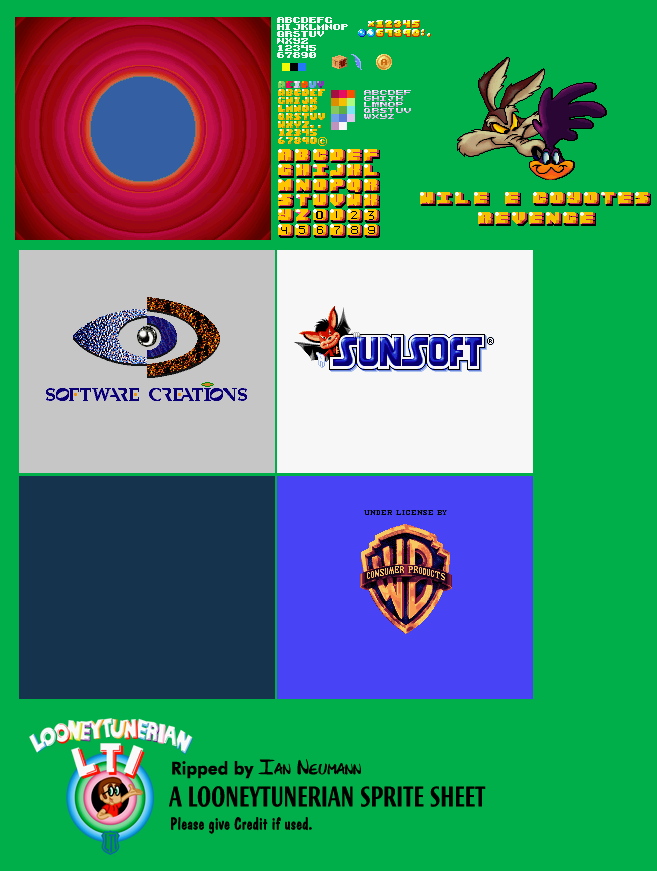 ABCDEFG
HIJKLMNOP
QRSTUV
WXYZ
12345
67890
x12345
67890:,
ABCDEF
GHIJK
LMNOP
QRSTUV
WXYZ..
12345
67890©
ABCDEF
GHIJK
LMNOP
QRSTUV
WXYZ
ABCDEF
GHIJKL
MNOPQR
STUVWX
YZ0123
456789
WILE E COYOTES
REVENGE
SOFTWARE CREATIONS
SUNSOFT®
UNDER LICENSE BY
WB
CONSUMER PRODUCTS
LOONEYTUNERIAN
LTI
Ripped by IAN NEUMANN
A LOONEYTUNERIAN SPRITE SHEET
Please give Credit if used.